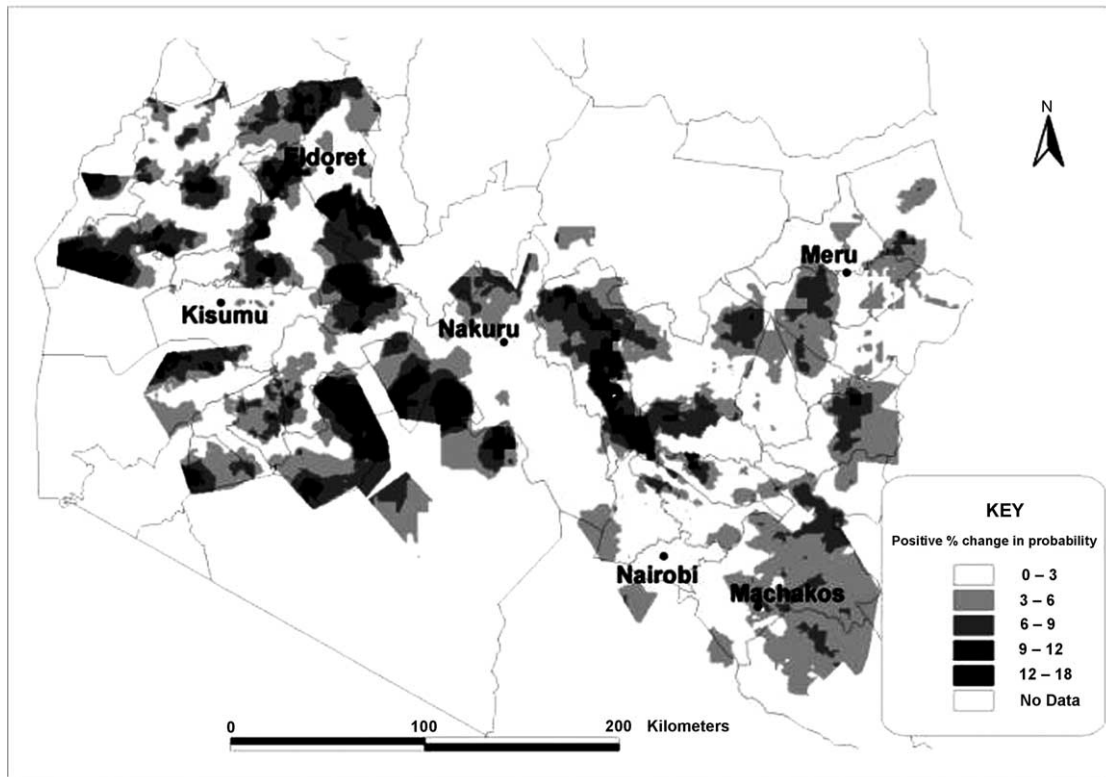 N
Eldoret
Meru
Kisumu
Nakuru
KEY
Positive % change in probability
0 – 3
3 – 6
6 – 9
9 – 12
12 – 18
No Data
Nairobi
Machakos
0 100 200 Kilometers